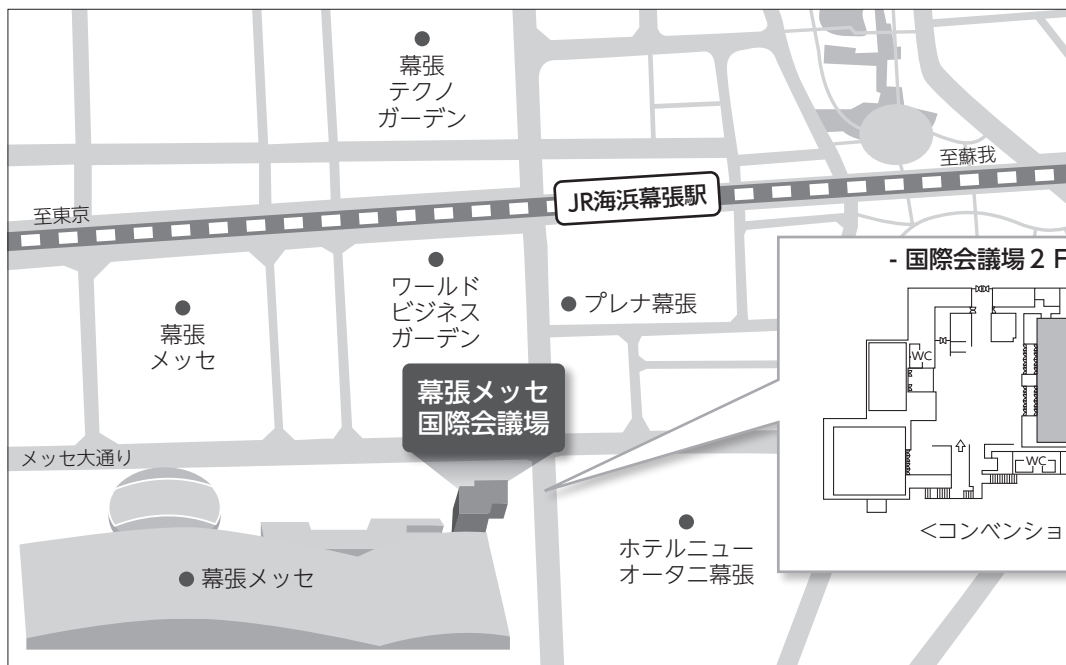 幕張
テクノ
ガーデン
至蘇我
JR海浜幕張駅
至東京
- 国際会議場 2 F
ワールド
ビジネス
ガーデン
プレナ幕張
幕張
メッセ
WC
幕張メッセ
国際会議場
メッセ大通り
WC
<コンベンショ
ホテルニュー
オータニ幕張
幕張メッセ